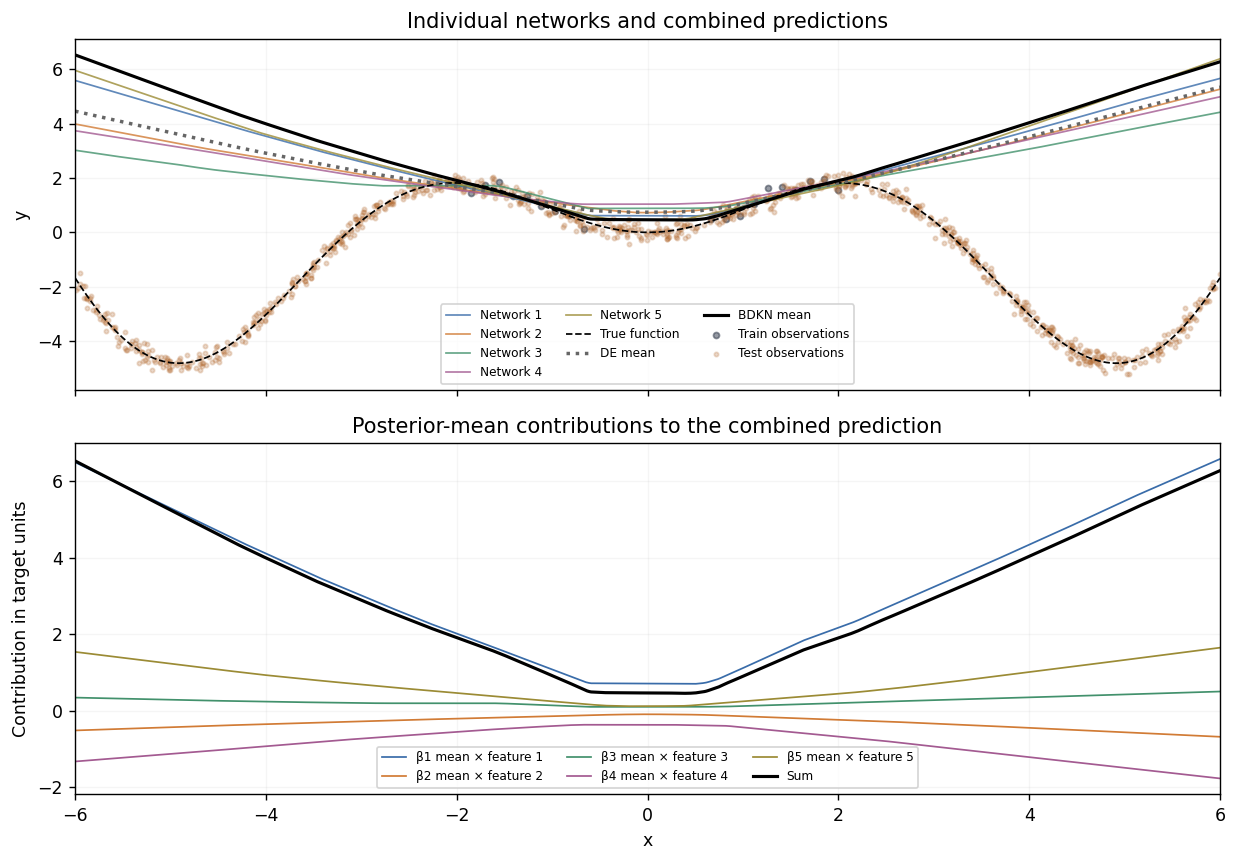 Individual networks and combined predictions
6
4
2
0
−2
−4
y
Network 1
Network 2
Network 3
Network 4
Network 5
True function
DE mean
BDKN mean
Train observations
Test observations
Posterior-mean contributions to the combined prediction
6
4
2
0
−2
Contribution in target units
β1 mean × feature 1
β2 mean × feature 2
β3 mean × feature 3
β4 mean × feature 4
β5 mean × feature 5
Sum
−6 −4 −2 0 2 4 6
x